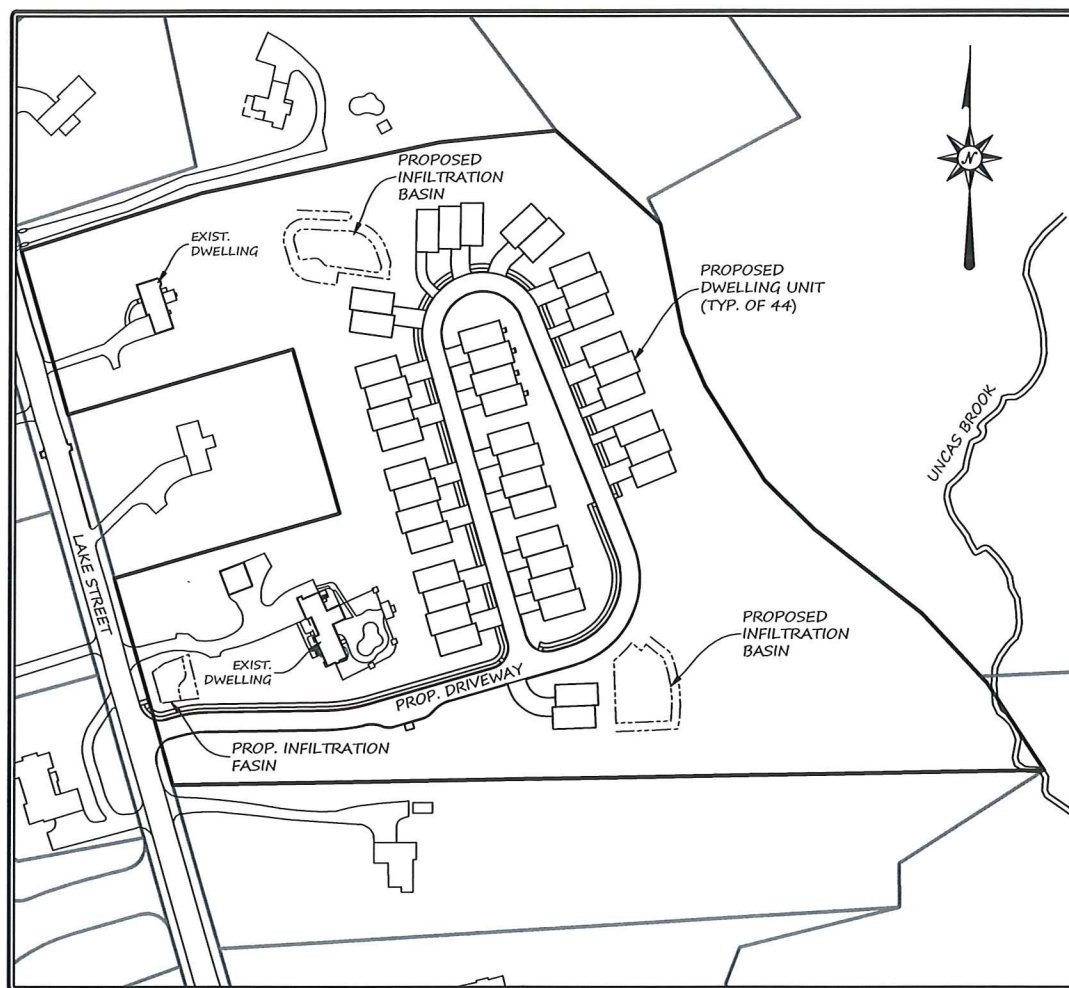 PROPOSED
INFILTRATION
BASIN
N
EXIST.
DWELLING
PROPOSED
DWELLING UNIT
(TYP. OF 44)
UNCAS BROOK
LAKE STREET
PROPOSED
INFILTRATION
BASIN
EXIST.
DWELLING
PROP. DRIVEWAY
PROP. INFILTRATION
FASIN